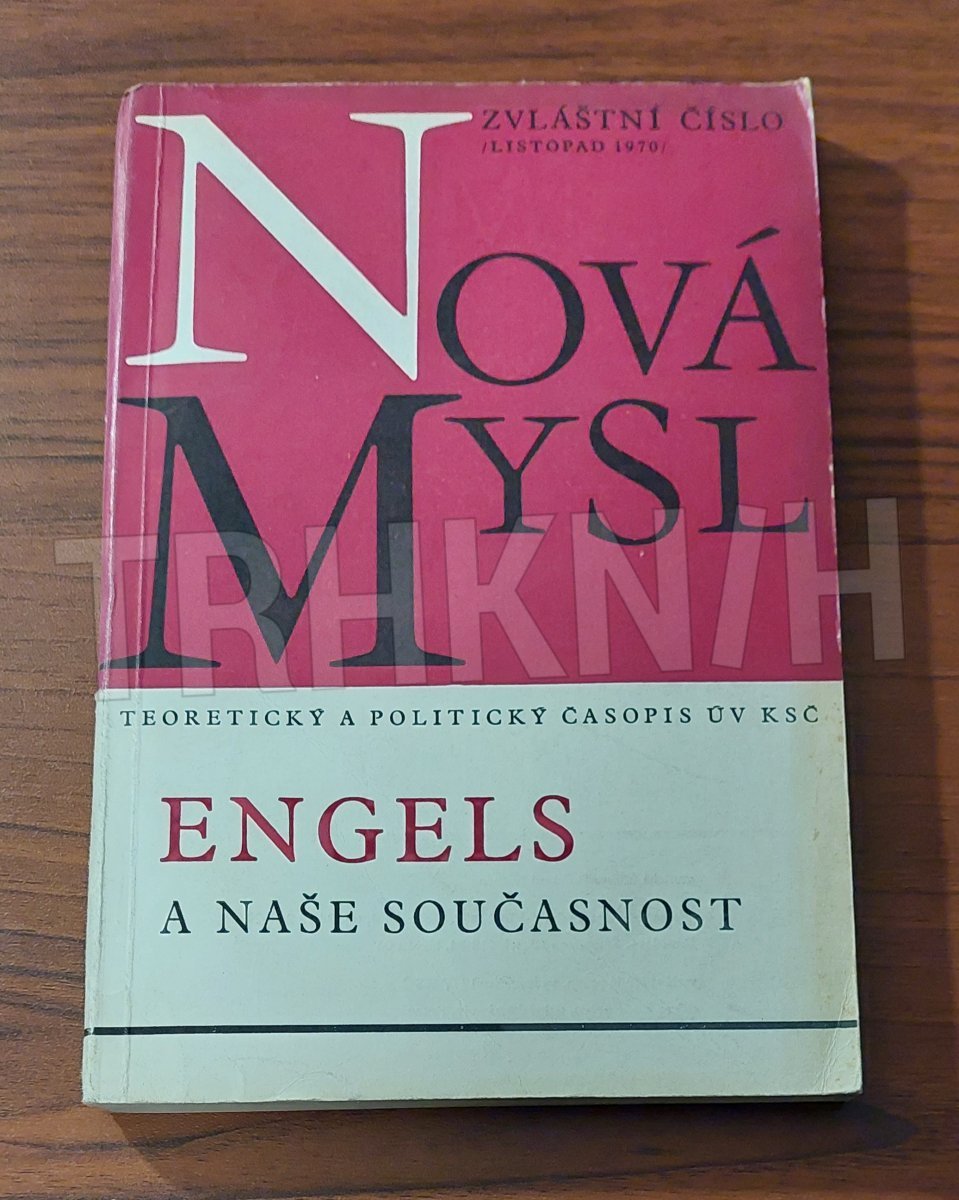 ZVLÁŠTNÍ ČÍSLO
/LISTOPAD 1970/
NOVÁ
MYSL
TRHKNIH
TEORETICKÝ A POLITICKÝ ČASOPIS ÚV KSČ
ENGELS
A NAŠE SOUČASNOST